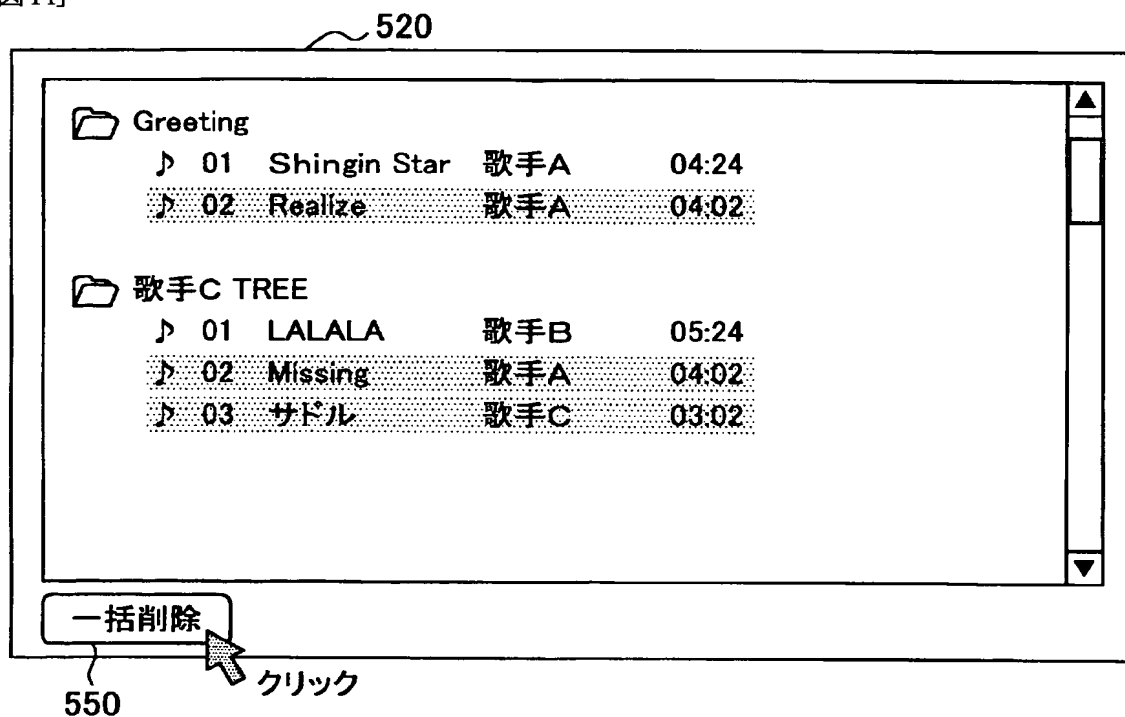 520
Greeting
♪ 01 Shingin Star 歌手A 04:24
♪ 02 Realize 歌手A 04:02
歌手C TREE
♪ 01 LALALA 歌手B 05:24
♪ 02 Missing 歌手A 04:02
♪ 03 サドル 歌手C 03:02
一括削除
クリック
550